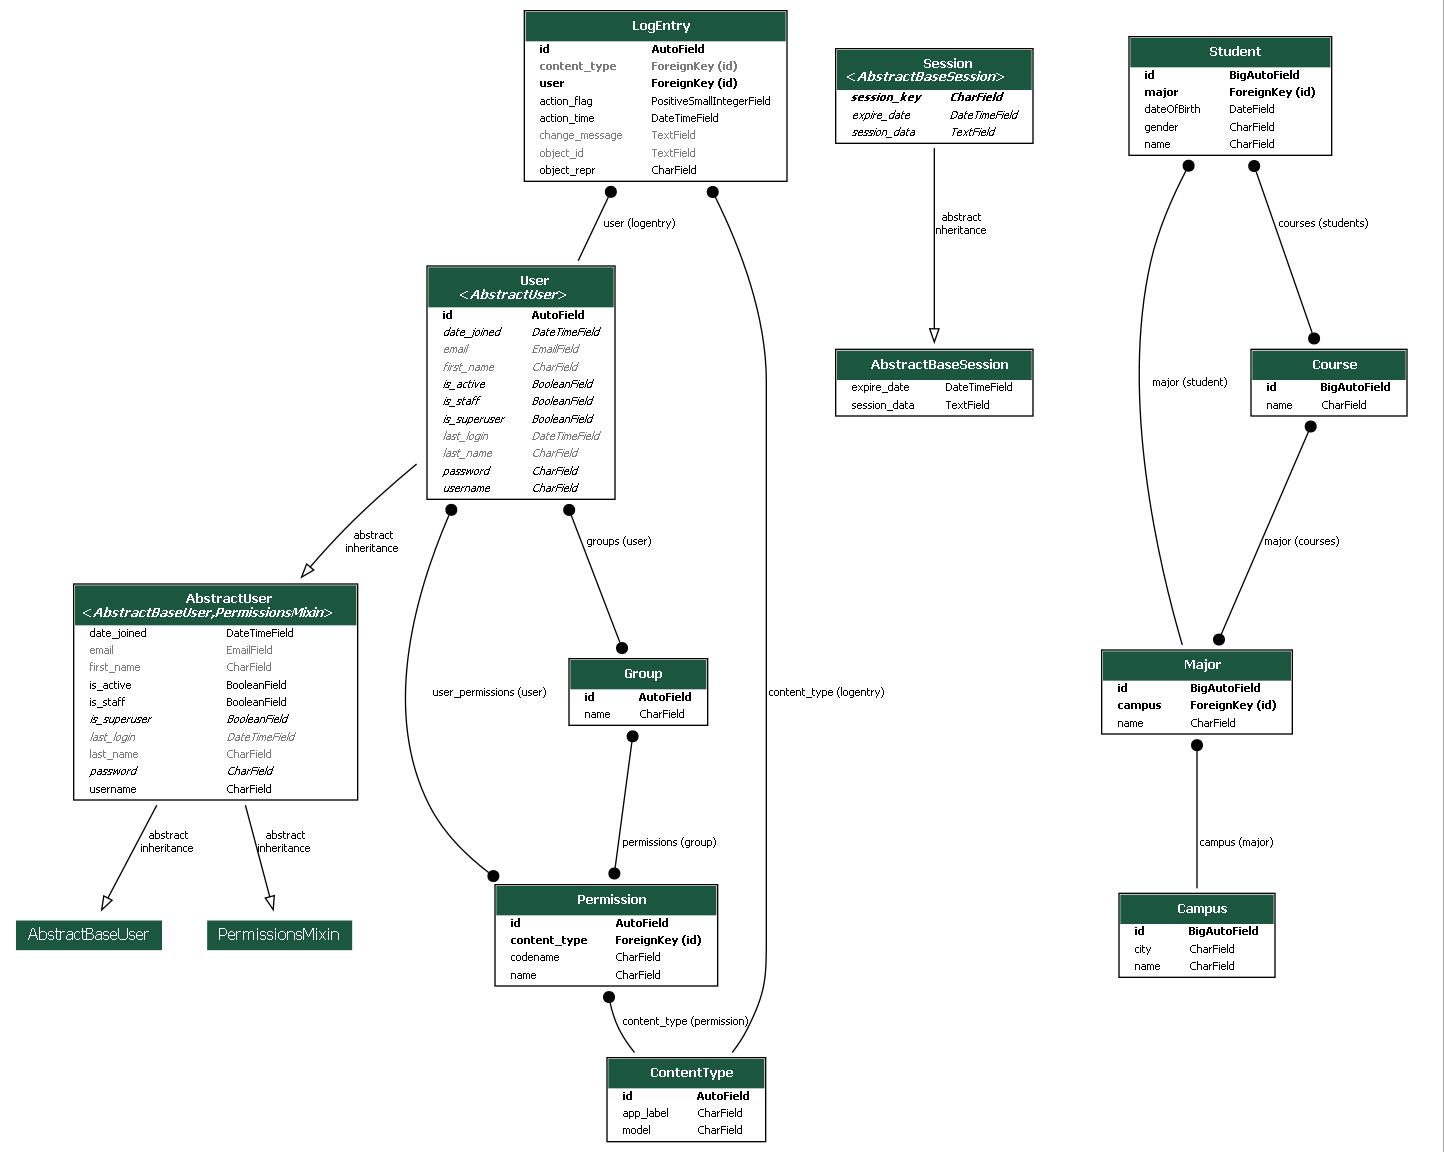 LogEntry
id AutoField
content_type ForeignKey (id)
user ForeignKey (id)
action_flag PositiveSmallIntegerField
action_time DateTimeField
change_message TextField
object_id TextField
object_repr CharField
Session
<AbstractBaseSession>
session_key CharField
expire_date DateTimeField
session_data TextField
Student
id BigAutoField
major ForeignKey (id)
dateOfBirth DateField
gender CharField
name CharField
user (logentry)
abstract
nheritance
courses (students)
User
<AbstractUser>
id AutoField
date_joined DateTimeField
email EmailField
first_name CharField
is_active BooleanField
is_staff BooleanField
is_superuser BooleanField
last_login DateTimeField
last_name CharField
password CharField
username CharField
AbstractBaseSession
expire_date DateTimeField
session_data TextField
major (student)
Course
id BigAutoField
name CharField
abstract
inheritance
groups (user)
major (courses)
AbstractUser
<AbstractBaseUser,PermissionsMixin>
date_joined DateTimeField
email EmailField
first_name CharField
is_active BooleanField
is_staff BooleanField
is_superuser BooleanField
last_login DateTimeField
last_name CharField
password CharField
username CharField
user_permissions (user)
Group
id AutoField
name CharField
content_type (logentry)
Major
id BigAutoField
campus ForeignKey (id)
name CharField
abstract
inheritance
abstract
inheritance
permissions (group)
campus (major)
AbstractBaseUser
PermissionsMixin
Permission
id AutoField
content_type ForeignKey (id)
codename CharField
name CharField
Campus
id BigAutoField
city CharField
name CharField
content_type (permission)
ContentType
id AutoField
app_label CharField
model CharField